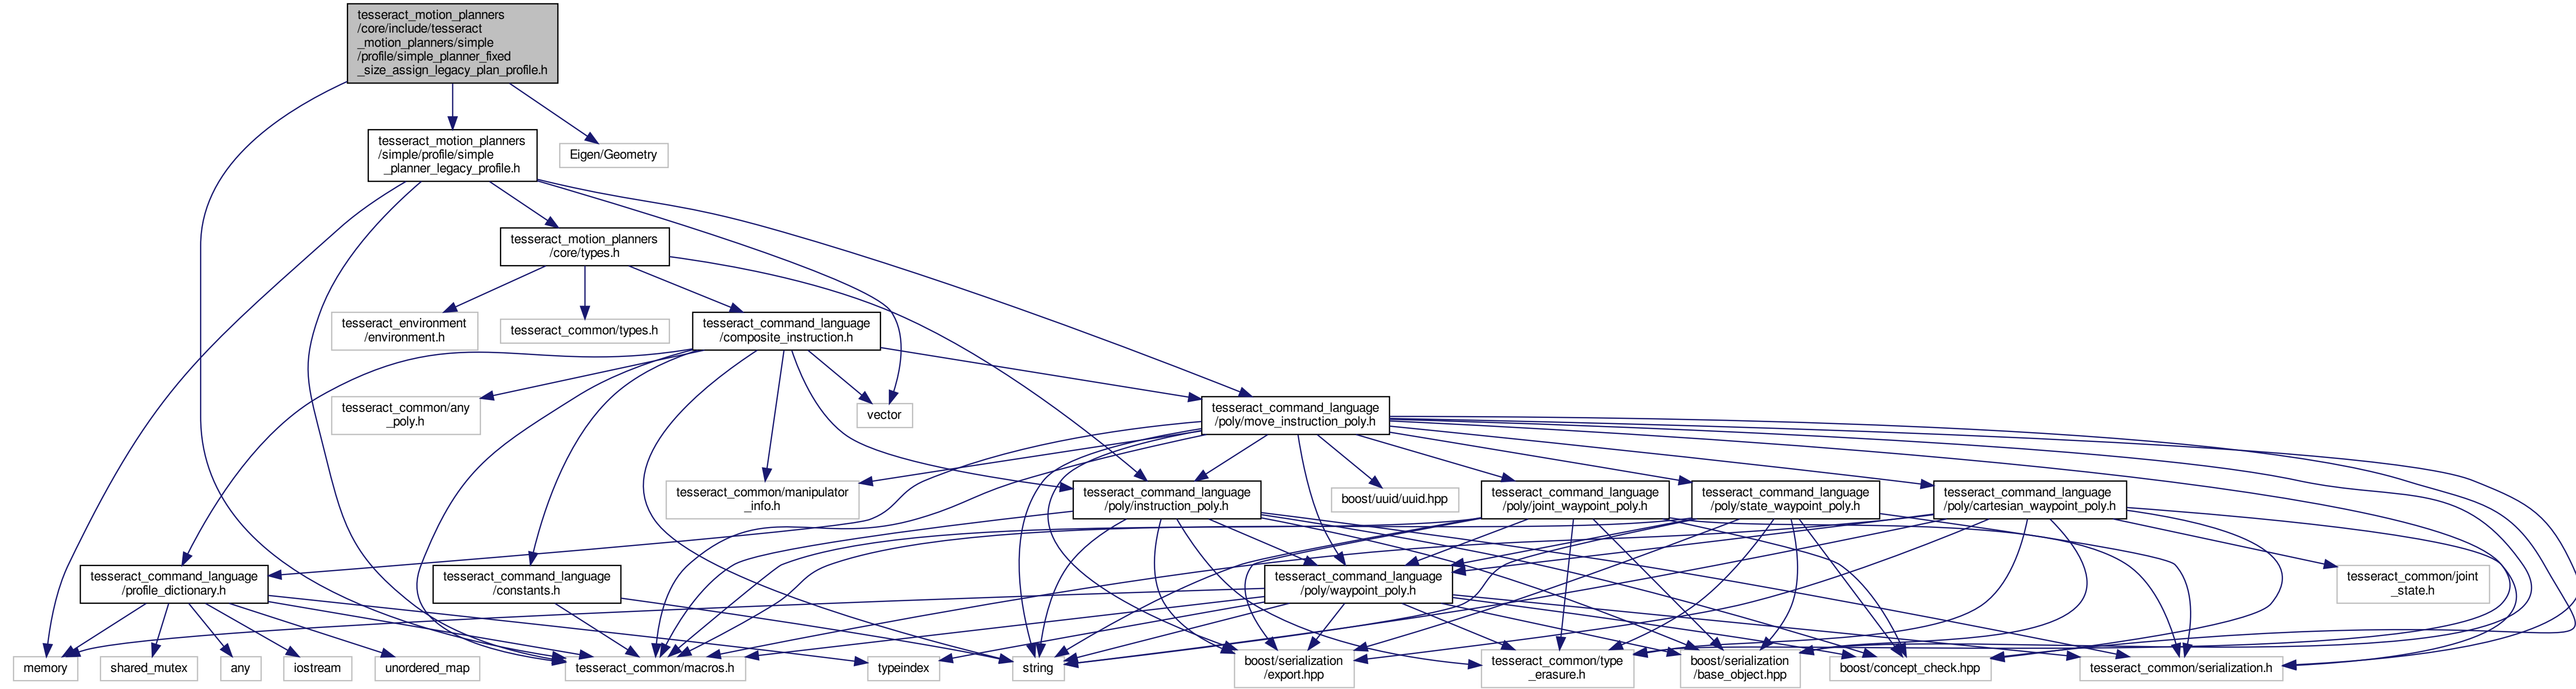 tesseract_motion_planners
/core/include/tesseract
_motion_planners/simple
/profile/simple_planner_fixed
_size_assign_legacy_plan_profile.h
tesseract_motion_planners
/simple/profile/simple
_planner_legacy_profile.h
Eigen/Geometry
tesseract_motion_planners
/core/types.h
tesseract_environment
/environment.h
tesseract_common/types.h
tesseract_command_language
/composite_instruction.h
tesseract_common/any
_poly.h
vector
tesseract_command_language
/poly/move_instruction_poly.h
tesseract_common/manipulator
_info.h
tesseract_command_language
/poly/instruction_poly.h
boost/uuid/uuid.hpp
tesseract_command_language
/poly/joint_waypoint_poly.h
tesseract_command_language
/poly/state_waypoint_poly.h
tesseract_command_language
/poly/cartesian_waypoint_poly.h
tesseract_command_language
/profile_dictionary.h
tesseract_command_language
/constants.h
tesseract_command_language
/poly/waypoint_poly.h
tesseract_common/joint
_state.h
memory
shared_mutex
any
iostream
unordered_map
tesseract_common/macros.h
typeindex
string
boost/serialization
/export.hpp
tesseract_common/type
_erasure.h
boost/serialization
/base_object.hpp
boost/concept_check.hpp
tesseract_common/serialization.h